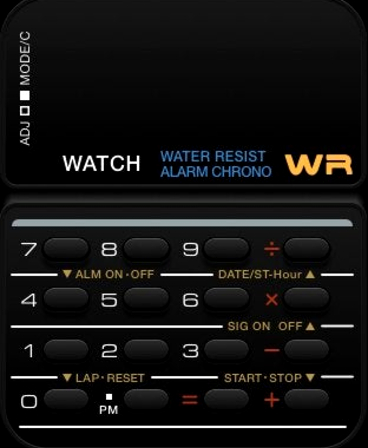 ADJ MODE/C
WATCH WATER RESIST WR
ALARM CHRONO
7 8 9 ÷
▼ ALM ON·OFF DATE/ST-Hour ▲
4 5 6 ×
SIG ON OFF ▲
1 2 3 −
▼ LAP·RESET START·STOP ▼
0 . = +
PM